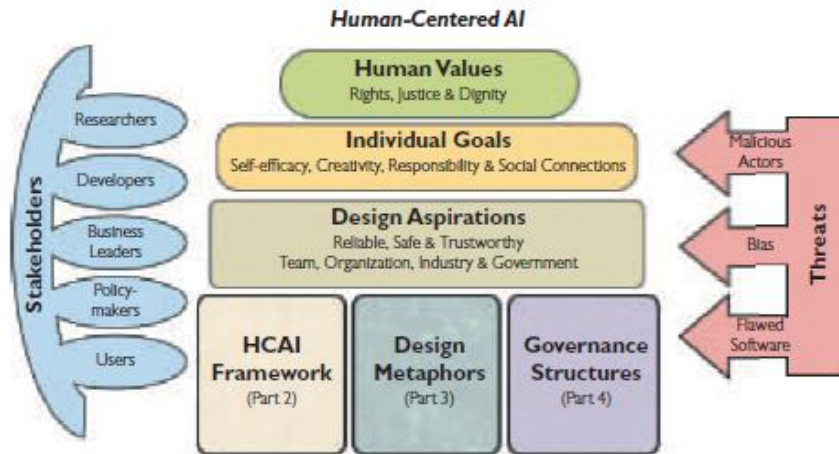 Human-Centered AI
Human Values
Rights, Justice & Dignity
Individual Goals
Self-efficacy, Creativity, Responsibility & Social Connections
Design Aspirations
Reliable, Safe & Trustworthy
Team, Organization, Industry & Government
HCAI
Framework
(Part 2)
Design
Metaphors
(Part 3)
Governance
Structures
(Part 4)
Stakeholders
Researchers
Developers
Business
Leaders
Policy-
makers
Users
Malicious
Actors
Bias
Flawed
Software
Threats